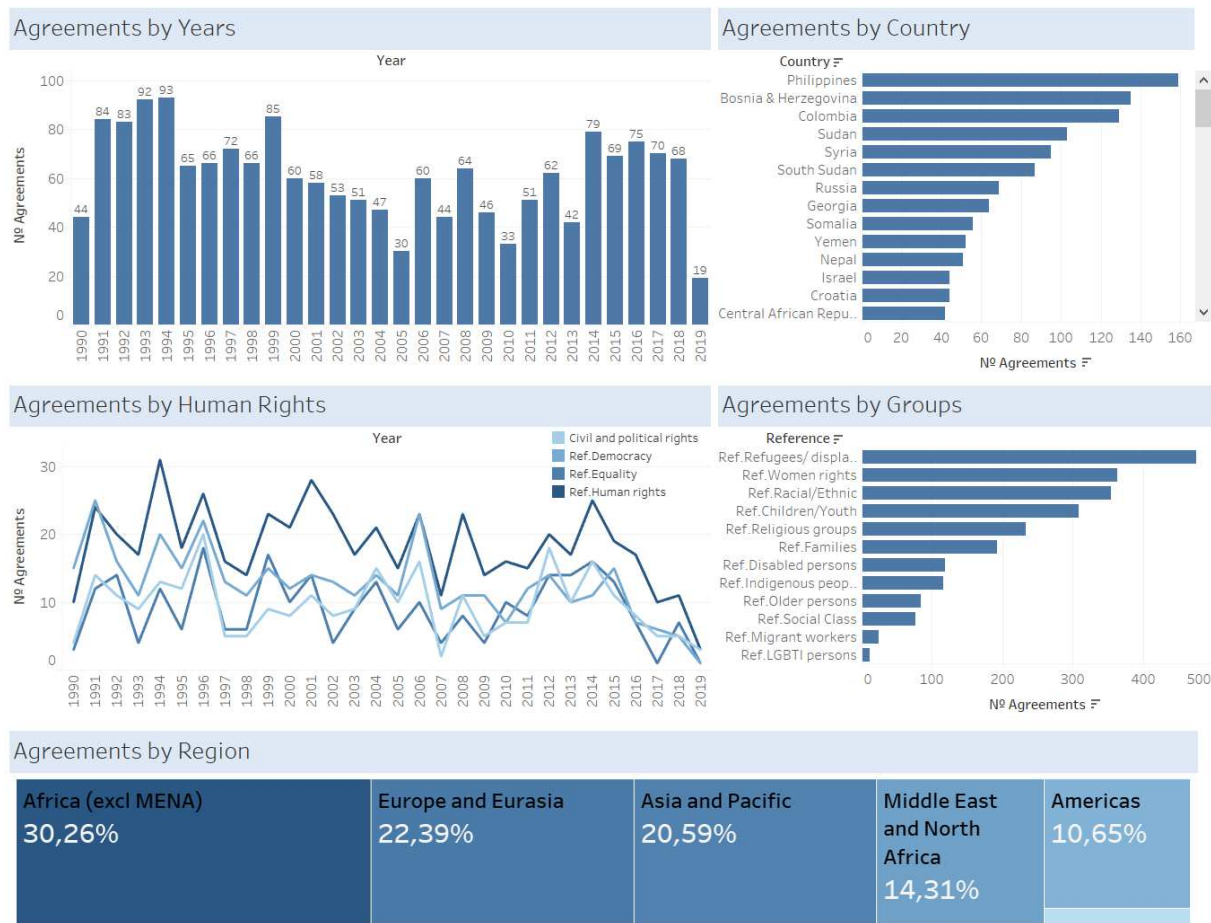 Agreements by Years
Year
Nº Agreements
100
80
60
40
20
0
44
84
83
92
93
65
66
72
66
85
60
58
53
51
47
30
60
44
64
46
33
51
62
42
79
69
75
70
68
19
1990
1991
1992
1993
1994
1995
1996
1997
1998
1999
2000
2001
2002
2003
2004
2005
2006
2007
2008
2009
2010
2011
2012
2013
2014
2015
2016
2017
2018
2019
Agreements by Country
Country
Philippines
Bosnia & Herzegovina
Colombia
Sudan
Syria
South Sudan
Russia
Georgia
Somalia
Yemen
Nepal
Israel
Croatia
Central African Repu..
0 20 40 60 80 100 120 140 160
Nº Agreements
Agreements by Human Rights
Year
Civil and political rights
Ref.Democracy
Ref.Equality
Ref.Human rights
Nº Agreements
30
20
10
0
1990
1991
1992
1993
1994
1995
1996
1997
1998
1999
2000
2001
2002
2003
2004
2005
2006
2007
2008
2009
2010
2011
2012
2013
2014
2015
2016
2017
2018
2019
Agreements by Groups
Reference
Ref.Refugees/ displa..
Ref.Women rights
Ref.Racial/Ethnic
Ref.Children/Youth
Ref.Religious groups
Ref.Families
Ref.Disabled persons
Ref.Indigenous peop..
Ref.Older persons
Ref.Social Class
Ref.Migrant workers
Ref.LGBTI persons
0 100 200 300 400 500
Nº Agreements
Agreements by Region
Africa (excl MENA)
30,26%
Europe and Eurasia
22,39%
Asia and Pacific
20,59%
Middle East
and North
Africa
14,31%
Americas
10,65%